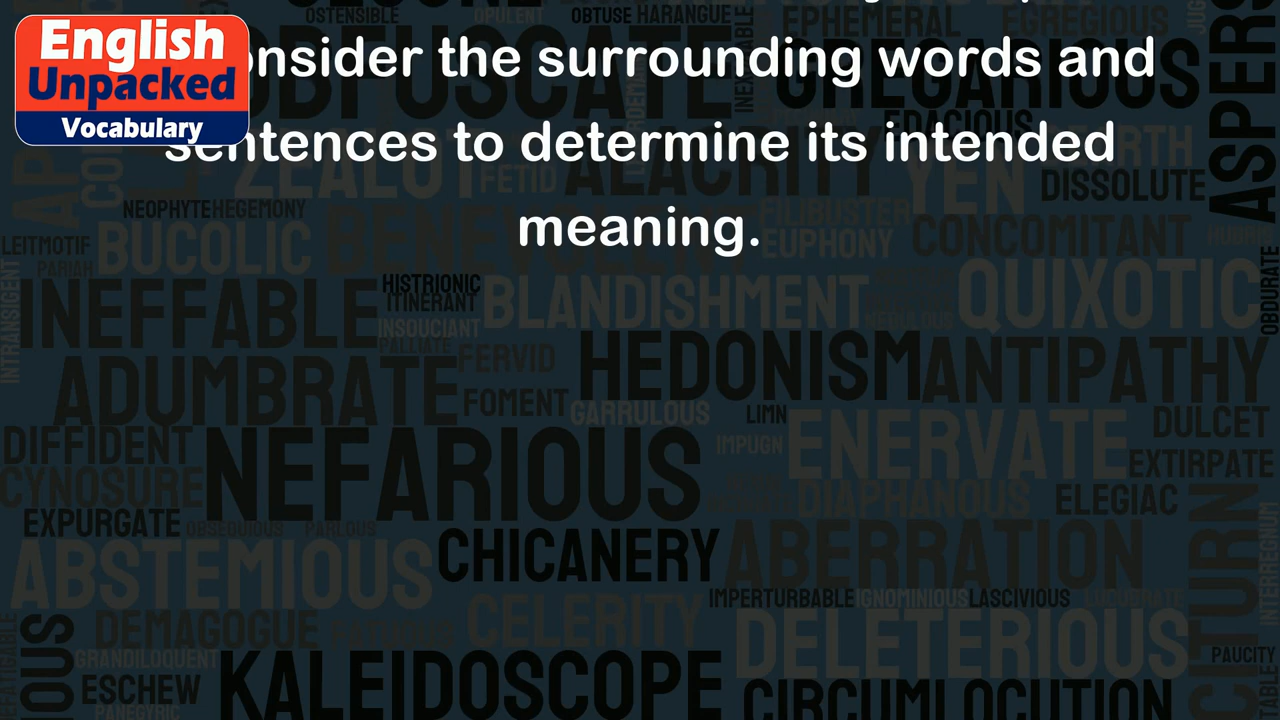 English
Unpacked
Vocabulary
onsider the surrounding words and
sentences to determine its intended
meaning.
OSTENSIBLE
OPULENT
OBTUSE HARANGUE
EPHEMERAL
EGREGIOUS
OBFUSCATE
GREGARIOUS
EDACIOUS
ZEALOT
FETID
ALACRITY
YEN
DISSOLUTE
NEOPHYTE HEGEMONY
FILIBUSTER
LEITMOTIF
BUCOLIC
EUPHONY
CONCOMITANT
HUBRIS
PARIAH
HISTRIONIC
ITINERANT
BLANDISHMENT
QUIXOTIC
OBDOURATE
INTRANSIGENT
INEFFABLE
INSOUCIANT
PALLIATE
FERVID
HEDONISM
ANTIPATHY
ADUMBRATE
FOMENT
GARRULOUS
LIMN
ENERVATE
DULCET
DIFFIDENT
NEFARIOUS
IMPUGN
EXTIRPATE
CYNOSURE
DIAPHANOUS
ELEGIAC
EXPURGATE
OBSEQUIOUS
PARLOUS
ABSTEMIOUS
CHICANERY
ABERRATION
INTERREGNUM
IMPERTURBABLE
IGNOMINIOUS
LASCIVIOUS
DEMAGOGUE
CELERITY
DELETERIOUS
GRANDILOQUENT
KALEIDOSCOPE
PAUCITY
ESCHEW
CIRCUMLOCUTION
PANEGYRIC